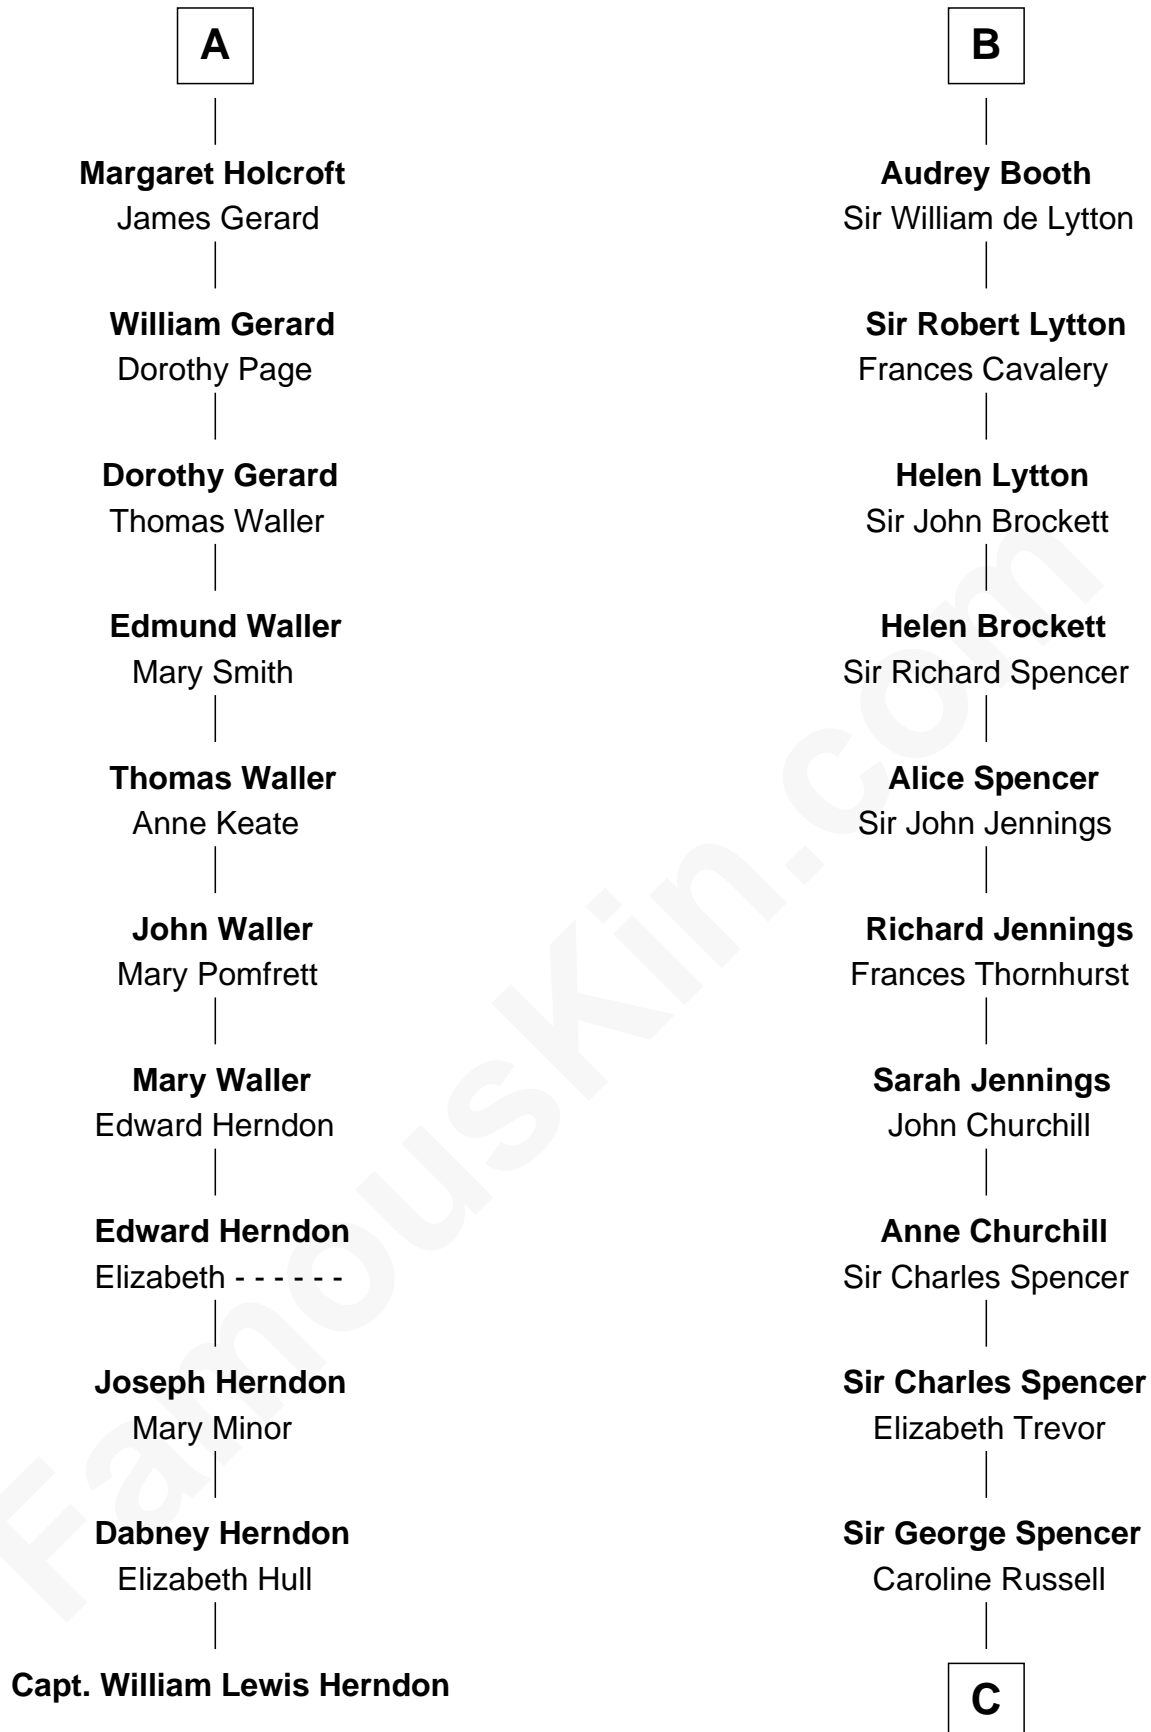 A
Margaret Holcroft
James Gerard
William Gerard
Dorothy Page
Dorothy Gerard
Thomas Waller
Edmund Waller
Mary Smith
Thomas Waller
Anne Keate
John Waller
Mary Pomfrett
Mary Waller
Edward Herndon
Edward Herndon
Elizabeth - - - - - -
Joseph Herndon
Mary Minor
Dabney Herndon
Elizabeth Hull
Capt. William Lewis Herndon
B
Audrey Booth
Sir William de Lytton
Sir Robert Lytton
Frances Cavalery
Helen Lytton
Sir John Brockett
Helen Brockett
Sir Richard Spencer
Alice Spencer
Sir John Jennings
Richard Jennings
Frances Thornhurst
Sarah Jennings
John Churchill
Anne Churchill
Sir Charles Spencer
Sir Charles Spencer
Elizabeth Trevor
Sir George Spencer
Caroline Russell
C
FamousKin.com